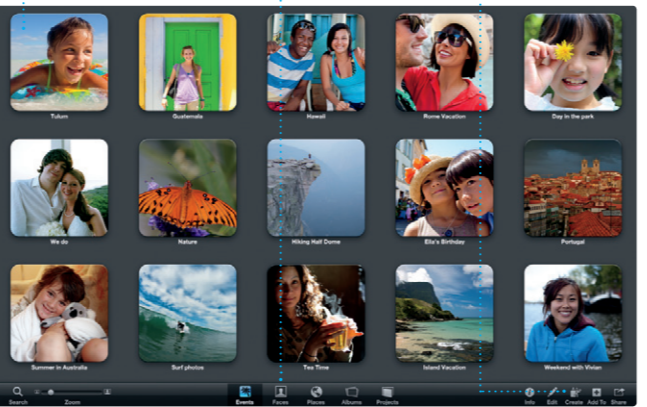 Tulum
Guatemala
Hawaii
Rome Vacation
Day in the park
We do
Nature
Hiking Half Dome
Ella's Birthday
Portugal
Summer in Australia
Surf photos
Tea Time
Island Vacation
Weekend with Vivian
Search
Zoom
Events
Faces
Places
Albums
Projects
Info
Edit
Create
Add To
Share